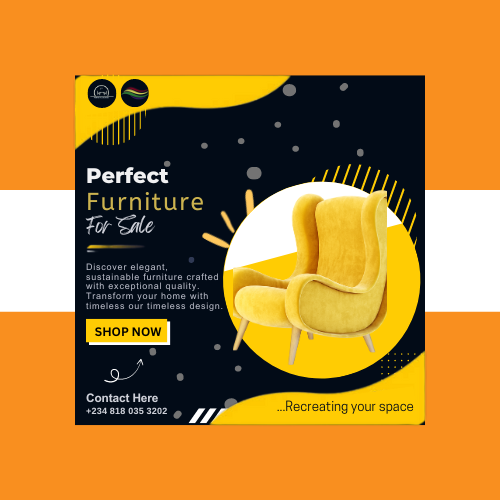 Perfect
Furniture
For Sale
Discover elegant,
sustainable furniture crafted
with exceptional quality.
Transform your home with
timeless our timeless design.
SHOP NOW
Contact Here
+234 818 035 3202
...Recreating your space